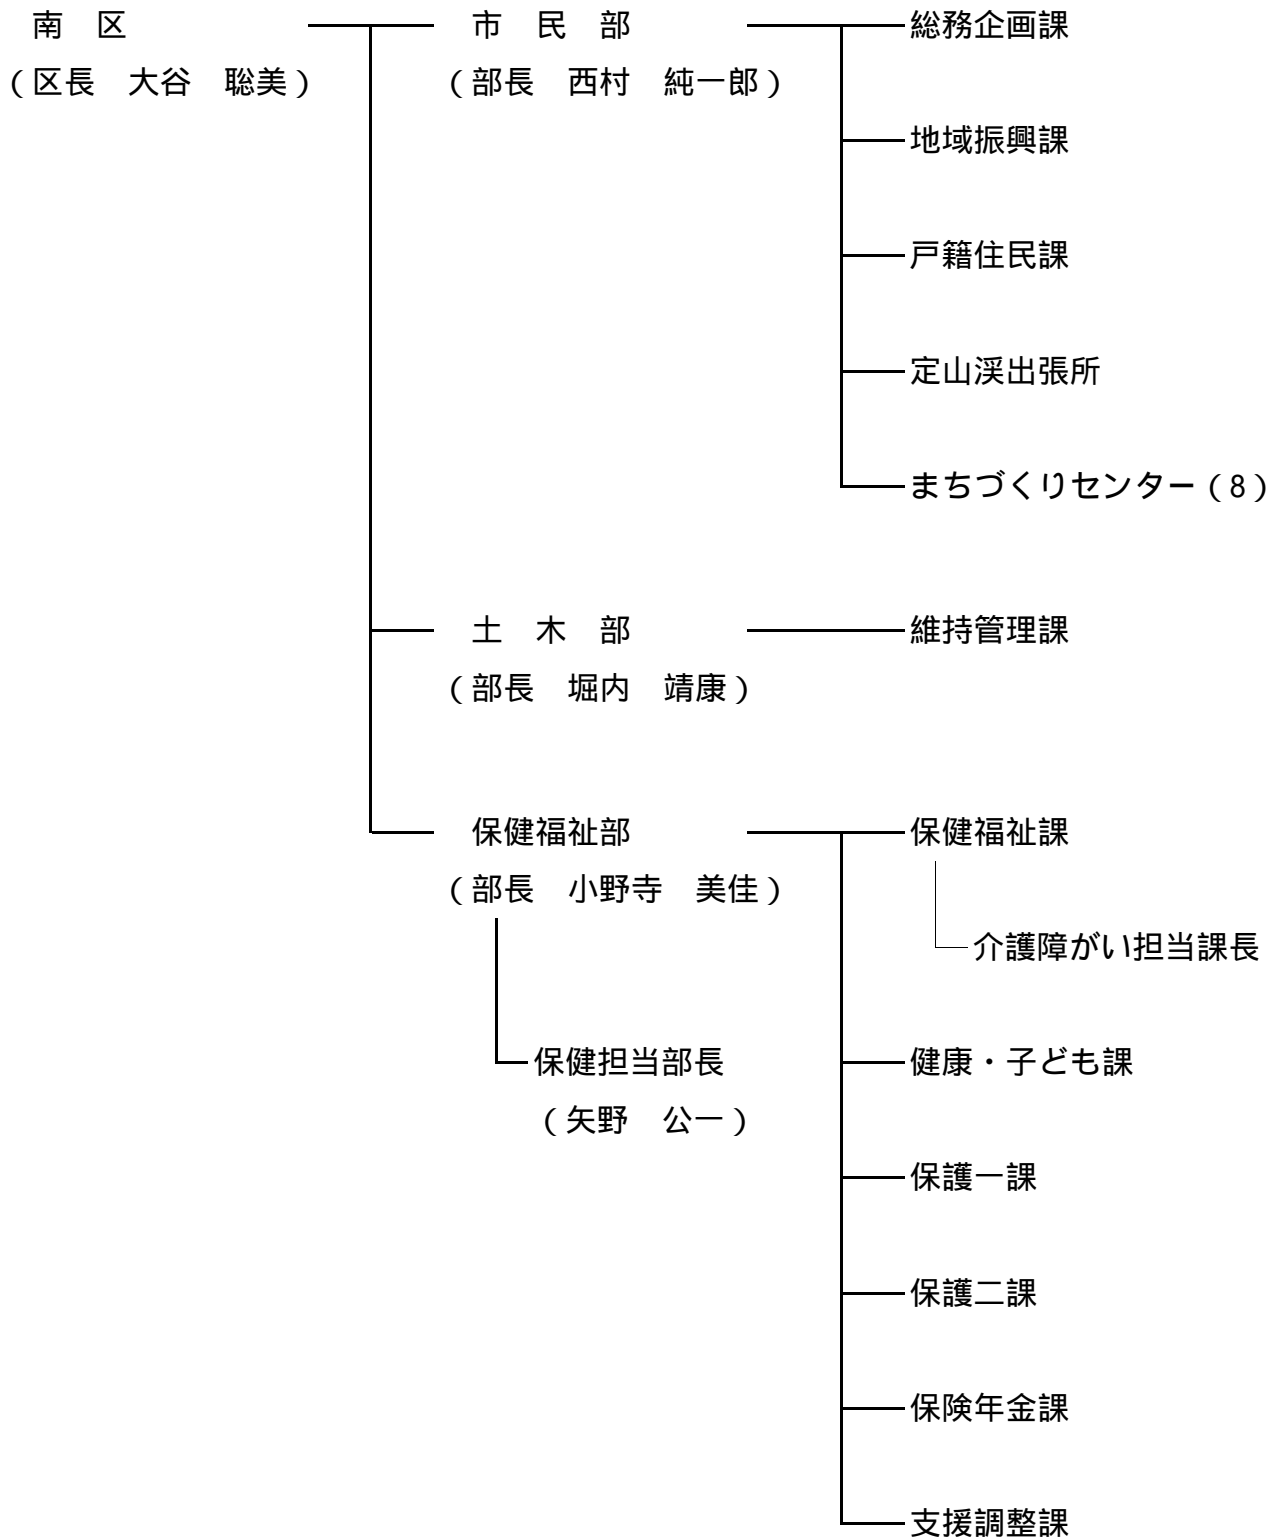 南　区
（区長　大谷　聡美）
市　民　部
（部長　西村　純一郎）
総務企画課
地域振興課
戸籍住民課
定山渓出張所
まちづくりセンター（8）
土　木　部
（部長　堀内　靖康）
維持管理課
保健福祉部
（部長　小野寺　美佳）
保健担当部長
（矢野　公一）
保健福祉課
介護障がい担当課長
健康・子ども課
保護一課
保護二課
保険年金課
支援調整課